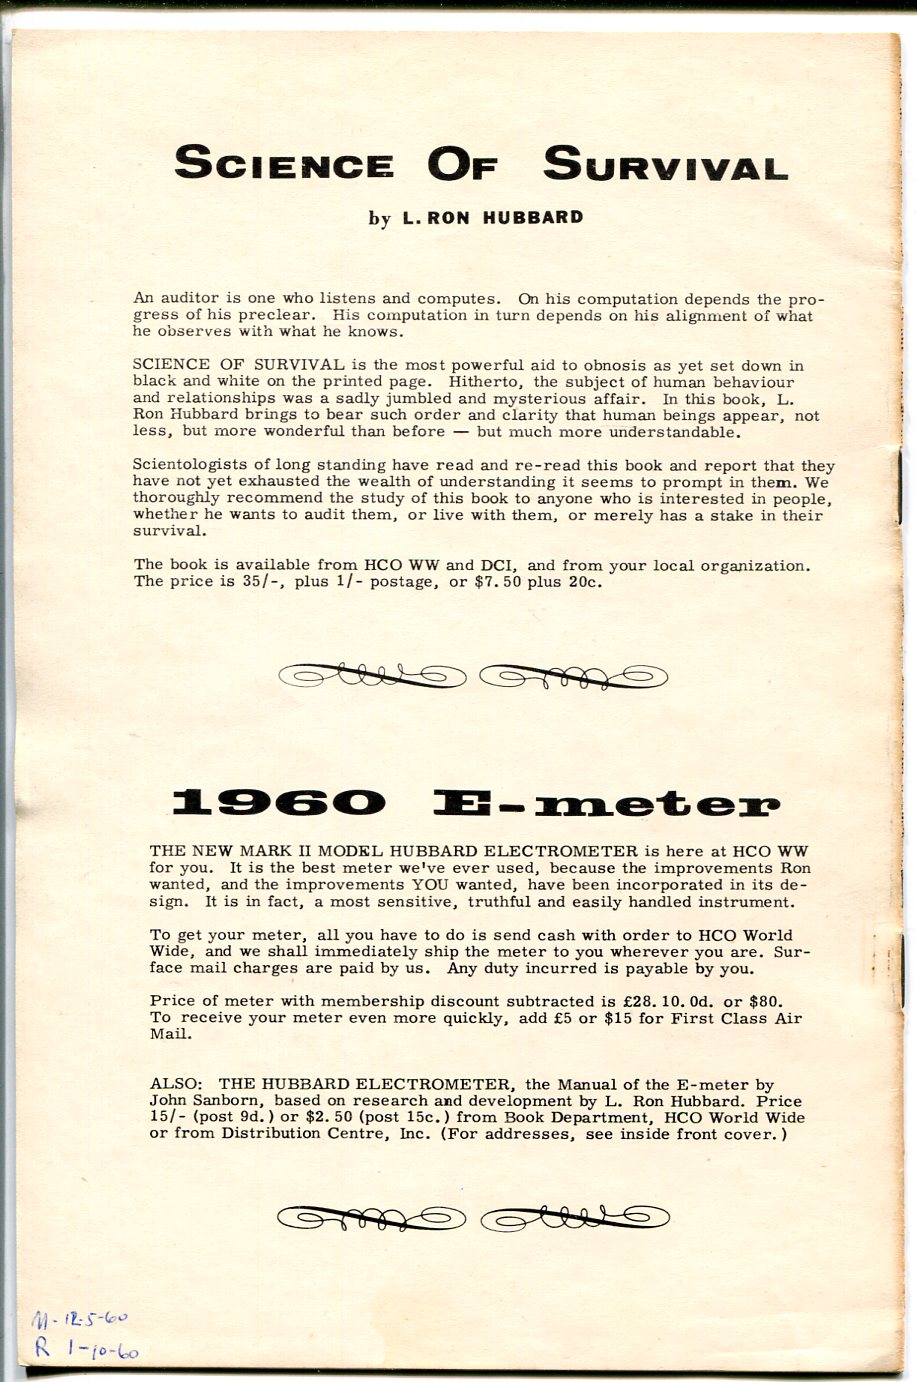 SCIENCE OF SURVIVAL
by L. RON HUBBARD
An auditor is one who listens and computes. On his computation depends the pro-
gress of his preclear. His computation in turn depends on his alignment of what
he observes with what he knows.
SCIENCE OF SURVIVAL is the most powerful aid to obnosis as yet set down in
black and white on the printed page. Hitherto, the subject of human behaviour
and relationships was a sadly jumbled and mysterious affair. In this book, L.
Ron Hubbard brings to bear such order and clarity that human beings appear, not
less, but more wonderful than before — but much more understandable.
Scientologists of long standing have read and re-read this book and report that they
have not yet exhausted the wealth of understanding it seems to prompt in them. We
thoroughly recommend the study of this book to anyone who is interested in people,
whether he wants to audit them, or live with them, or merely has a stake in their
survival.
The book is available from HCO WW and DCI, and from your local organization.
The price is 35/-, plus 1/- postage, or $7.50 plus 20c.
1960 E-meter
THE NEW MARK II MODEL HUBBARD ELECTROMETER is here at HCO WW
for you. It is the best meter we've ever used, because the improvements Ron
wanted, and the improvements YOU wanted, have been incorporated in its de-
sign. It is in fact, a most sensitive, truthful and easily handled instrument.
To get your meter, all you have to do is send cash with order to HCO World
Wide, and we shall immediately ship the meter to you wherever you are. Sur-
face mail charges are paid by us. Any duty incurred is payable by you.
Price of meter with membership discount subtracted is £28.10.0d. or $80.
To receive your meter even more quickly, add £5 or $15 for First Class Air
Mail.
ALSO: THE HUBBARD ELECTROMETER, the Manual of the E-meter by
John Sanborn, based on research and development by L. Ron Hubbard. Price
15/- (post 9d.) or $2.50 (post 15c.) from Book Department, HCO World Wide
or from Distribution Centre, Inc. (For addresses, see inside front cover.)
M-12-5-60
R 1-10-60